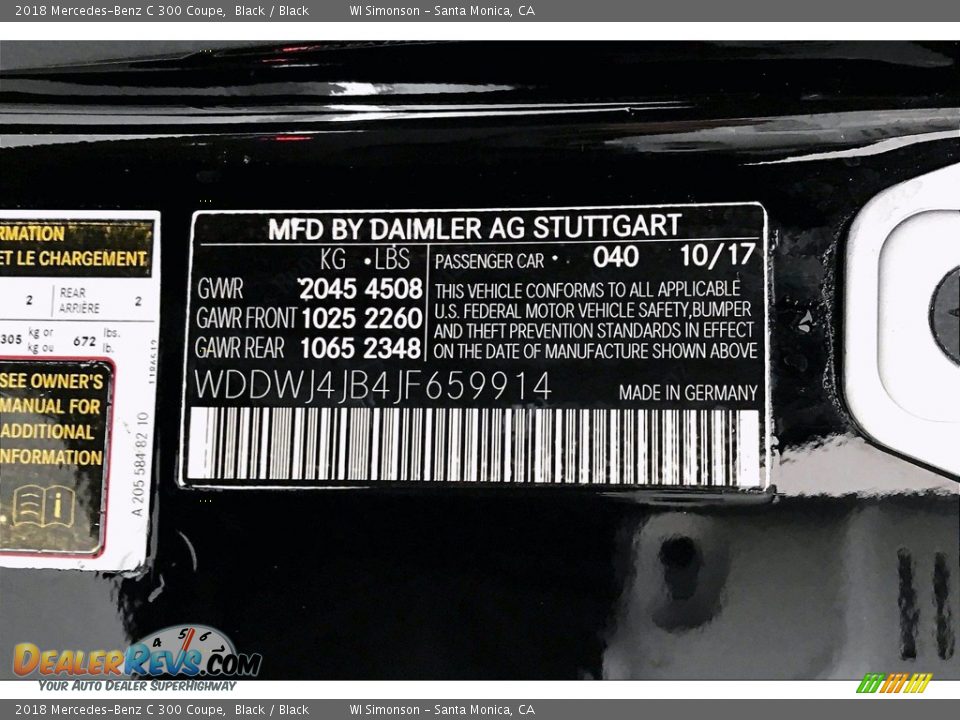 2018 Mercedes-Benz C 300 Coupe, Black / Black WI Simonson - Santa Monica, CA
MFD BY DAIMLER AG STUTTGART
KG • LBS
GWR 2045 4508
GAWR FRONT 1025 2260
GAWR REAR 1065 2348
PASSENGER CAR • 040 10/17
THIS VEHICLE CONFORMS TO ALL APPLICABLE
U.S. FEDERAL MOTOR VEHICLE SAFETY,BUMPER
AND THEFT PREVENTION STANDARDS IN EFFECT
ON THE DATE OF MANUFACTURE SHOWN ABOVE
WDDWJ4JB4JF659914 MADE IN GERMANY
RMATION
ET LE CHARGEMENT
2 REAR 2
ARRIÈRE
305 kg or 672 lbs.
kg ou lb.
SEE OWNER'S
MANUAL FOR
ADDITIONAL
INFORMATION
i
A 205 584 82 10
4 5 6
DEALERREVS.COM
YOUR AUTO DEALER SUPERHIGHWAY
2018 Mercedes-Benz C 300 Coupe, Black / Black WI Simonson - Santa Monica, CA